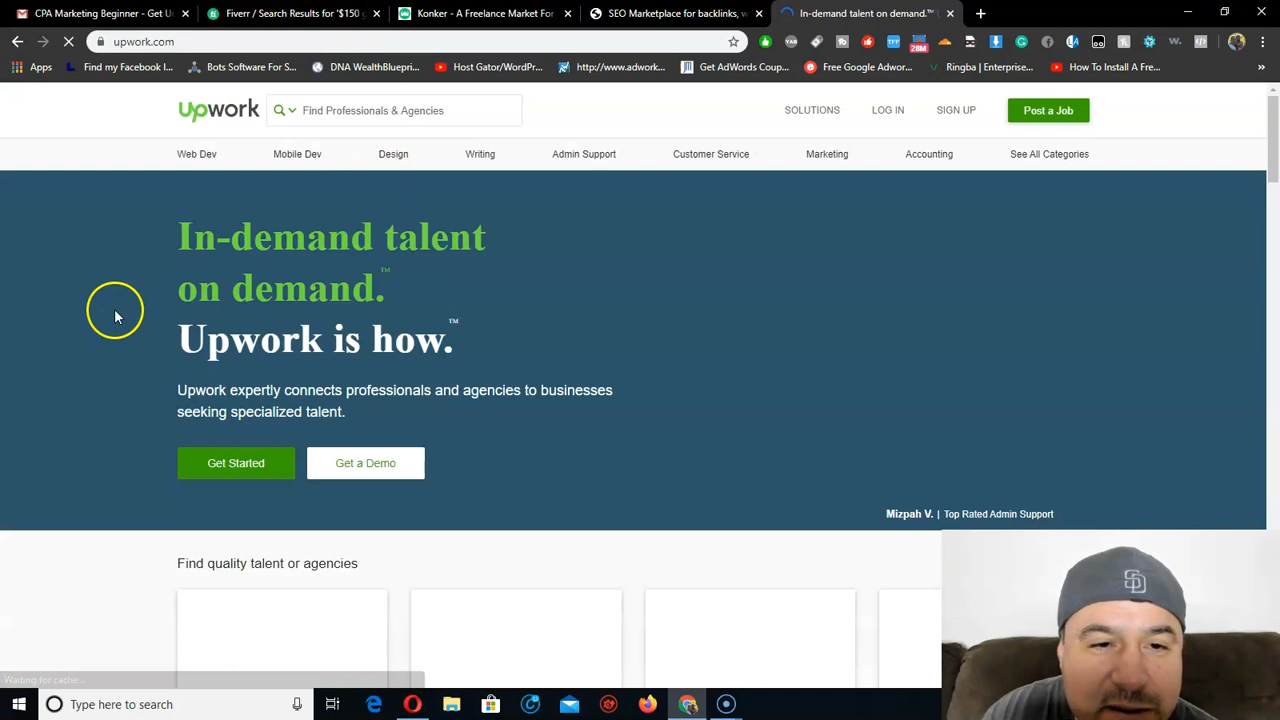 CPA Marketing Beginner - Get U
Fiverr / Search Results for '$150 g
Konker - A Freelance Market For
SEO Marketplace for backlinks, w
In-demand talent on demand.™
upwork.com
28M
Apps
Find my Facebook I...
Bots Software For S...
DNA WealthBluepri...
Host Gator/WordPr...
http://www.adwork...
Get AdWords Coup...
Free Google Adwor...
Ringba | Enterprise...
How To Install A Fre...
upwork
Find Professionals & Agencies
SOLUTIONS
LOG IN
SIGN UP
Post a Job
Web Dev
Mobile Dev
Design
Writing
Admin Support
Customer Service
Marketing
Accounting
See All Categories
In-demand talent
on demand.™
Upwork is how.™
Upwork expertly connects professionals and agencies to businesses
seeking specialized talent.
Get Started
Get a Demo
Mizpah V. | Top Rated Admin Support
Find quality talent or agencies
Waiting for cache...
SD
Type here to search